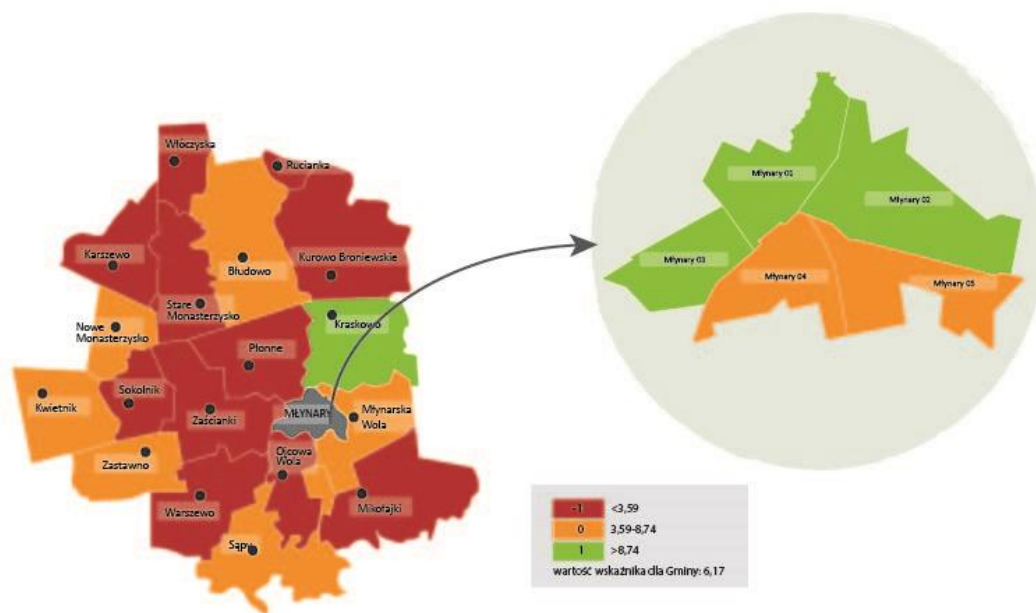 Włóczyska
Rucianka
Karszewo
Błudowo
Kurowo Broniewskie
Stare
Monasterzysko
Nowe
Monasterzysko
Kraskowo
Płonne
Sokolnik
Kwietnik
Zaścianki
MŁYNARY
Młynarska
Wola
Zastawno
Ojcowa
Wola
Warszewo
Mikołajki
Sąpy
Młynary 01
Młynary 02
Młynary 03
Młynary 04
Młynary 05
-1 <3,59
0 3,59-8,74
1 >8,74
wartość wskaźnika dla Gminy: 6,17